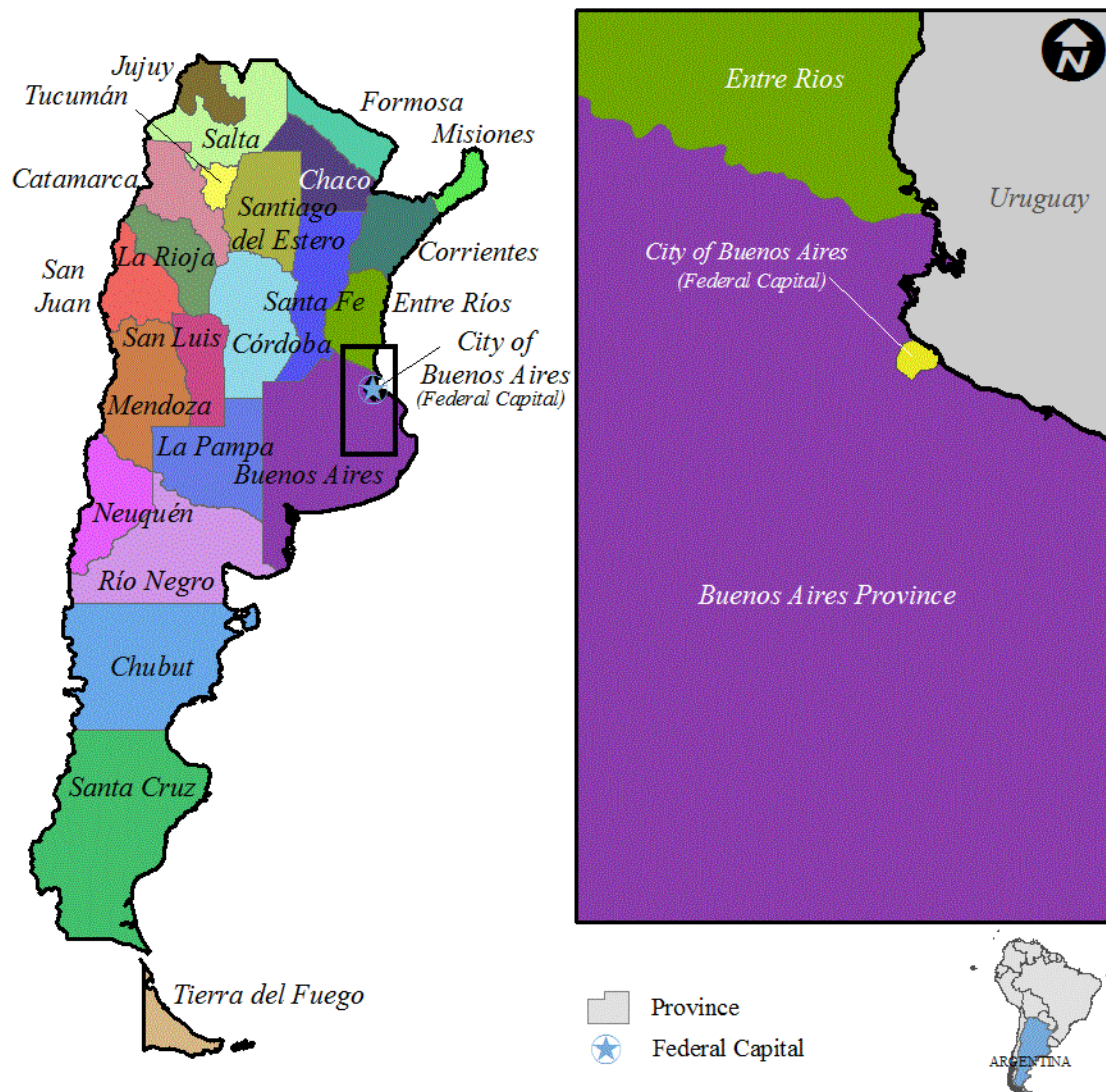 Jujuy
Tucumán
Salta
Formosa
Misiones
Catamarca
Chaco
Santiago
del Estero
La Rioja
Corrientes
San
Juan
Santa Fe
Entre Ríos
San Luis
Córdoba
City of
Buenos Aires
(Federal Capital)
Mendoza
La Pampa
Buenos Aires
Neuquén
Río Negro
Chubut
Santa Cruz
Tierra del Fuego
N
Entre Rios
Uruguay
City of Buenos Aires
(Federal Capital)
Buenos Aires Province
Province
Federal Capital
ARGENTINA